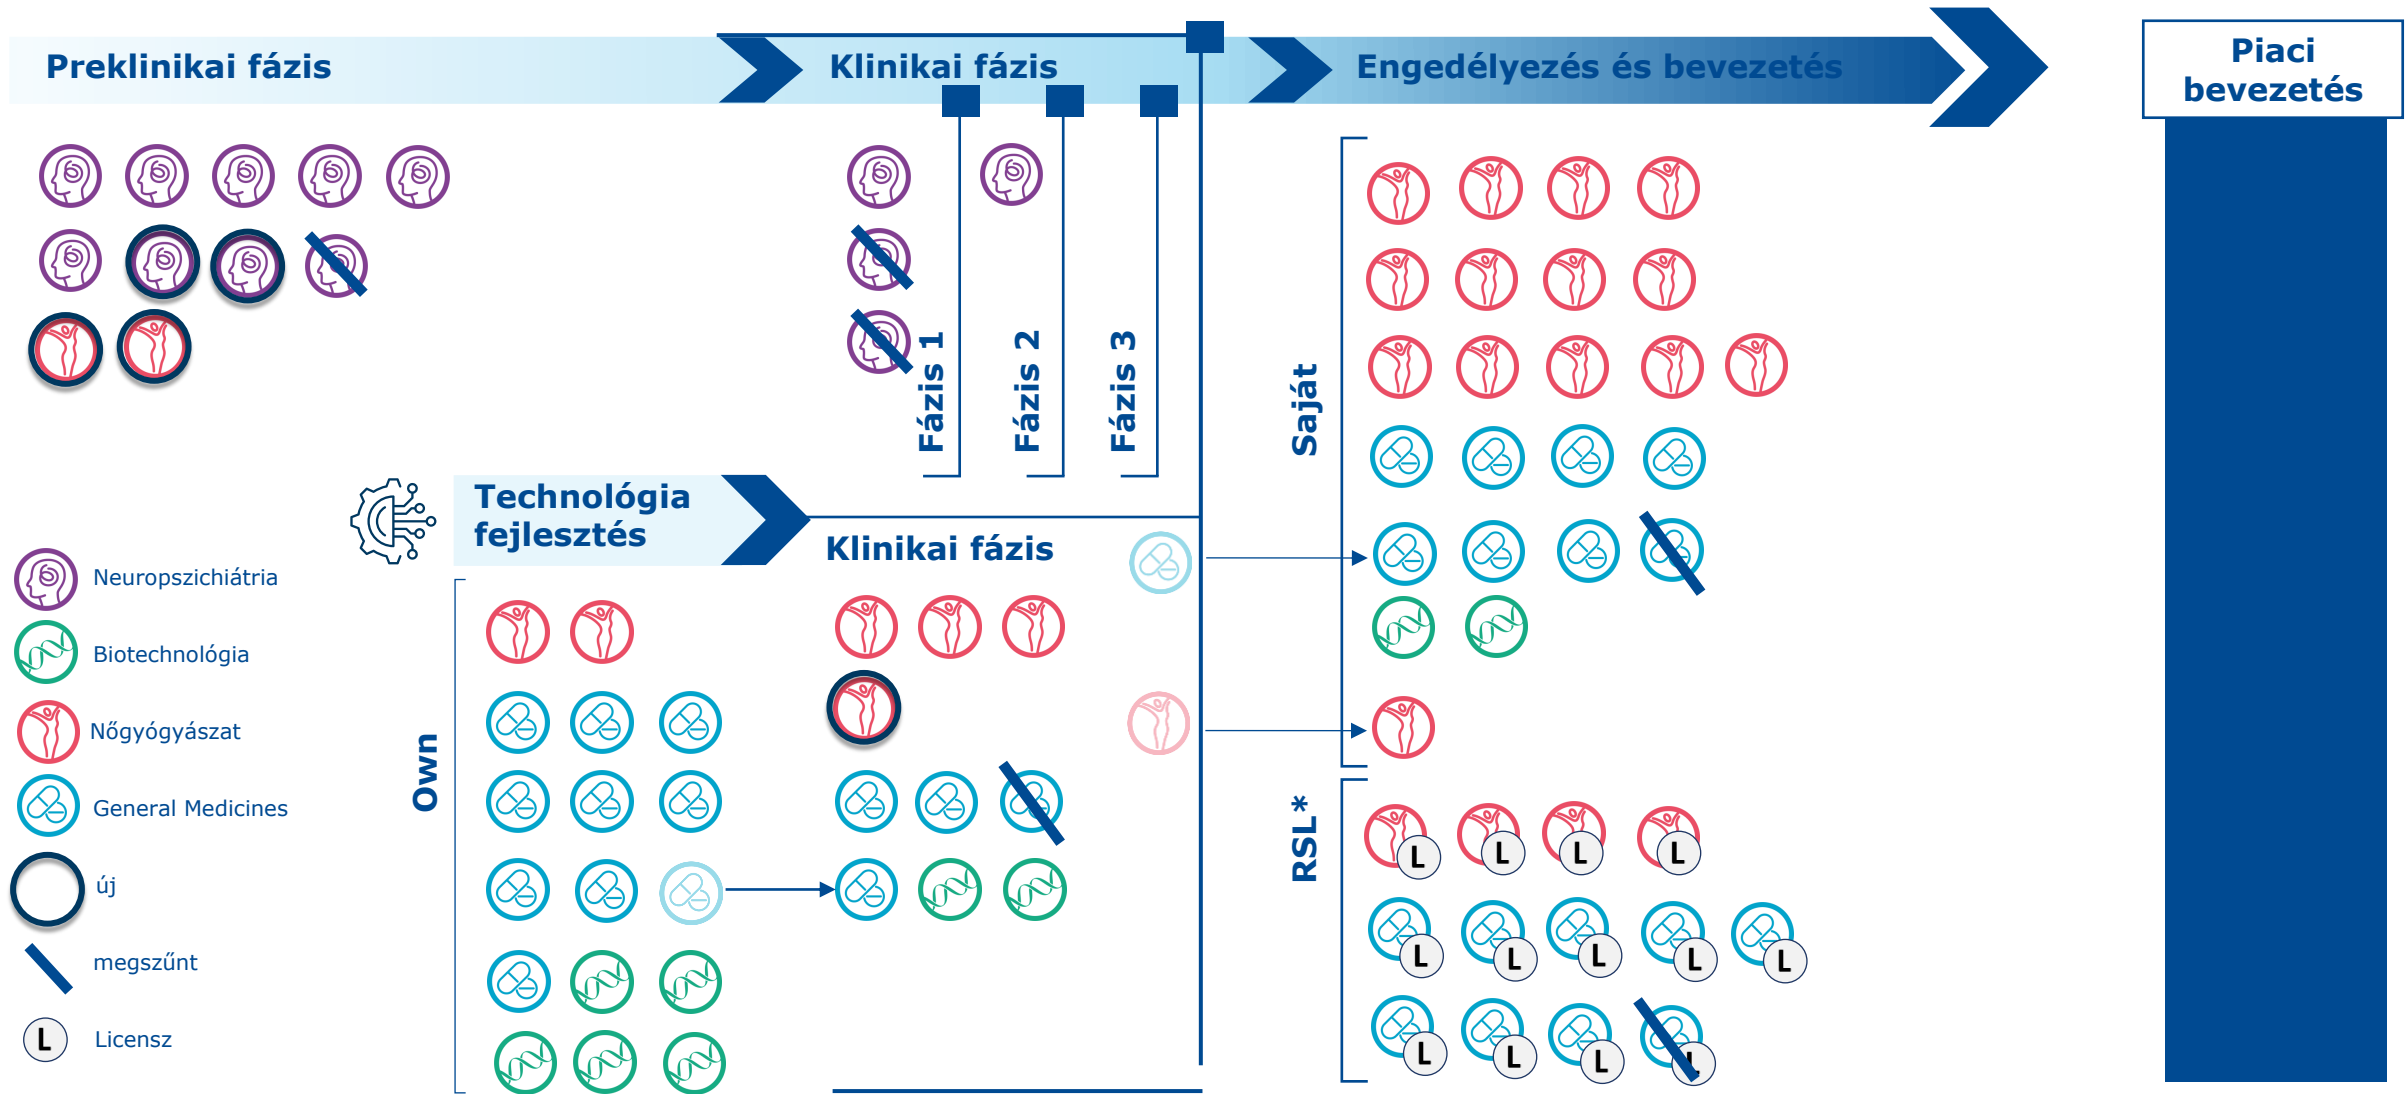 Preklinikai fázis
Klinikai fázis
Engedélyezés és bevezetés
Piaci
bevezetés
Fázis 1
Fázis 2
Fázis 3
Saját
Technológia
fejlesztés
Klinikai fázis
Own
Neuropszichiátria
Biotechnológia
Nőgyógyászat
General Medicines
új
megszűnt
L
Licensz
RSL*
L
L
L
L
L
L
L
L
L
L
L
L
L